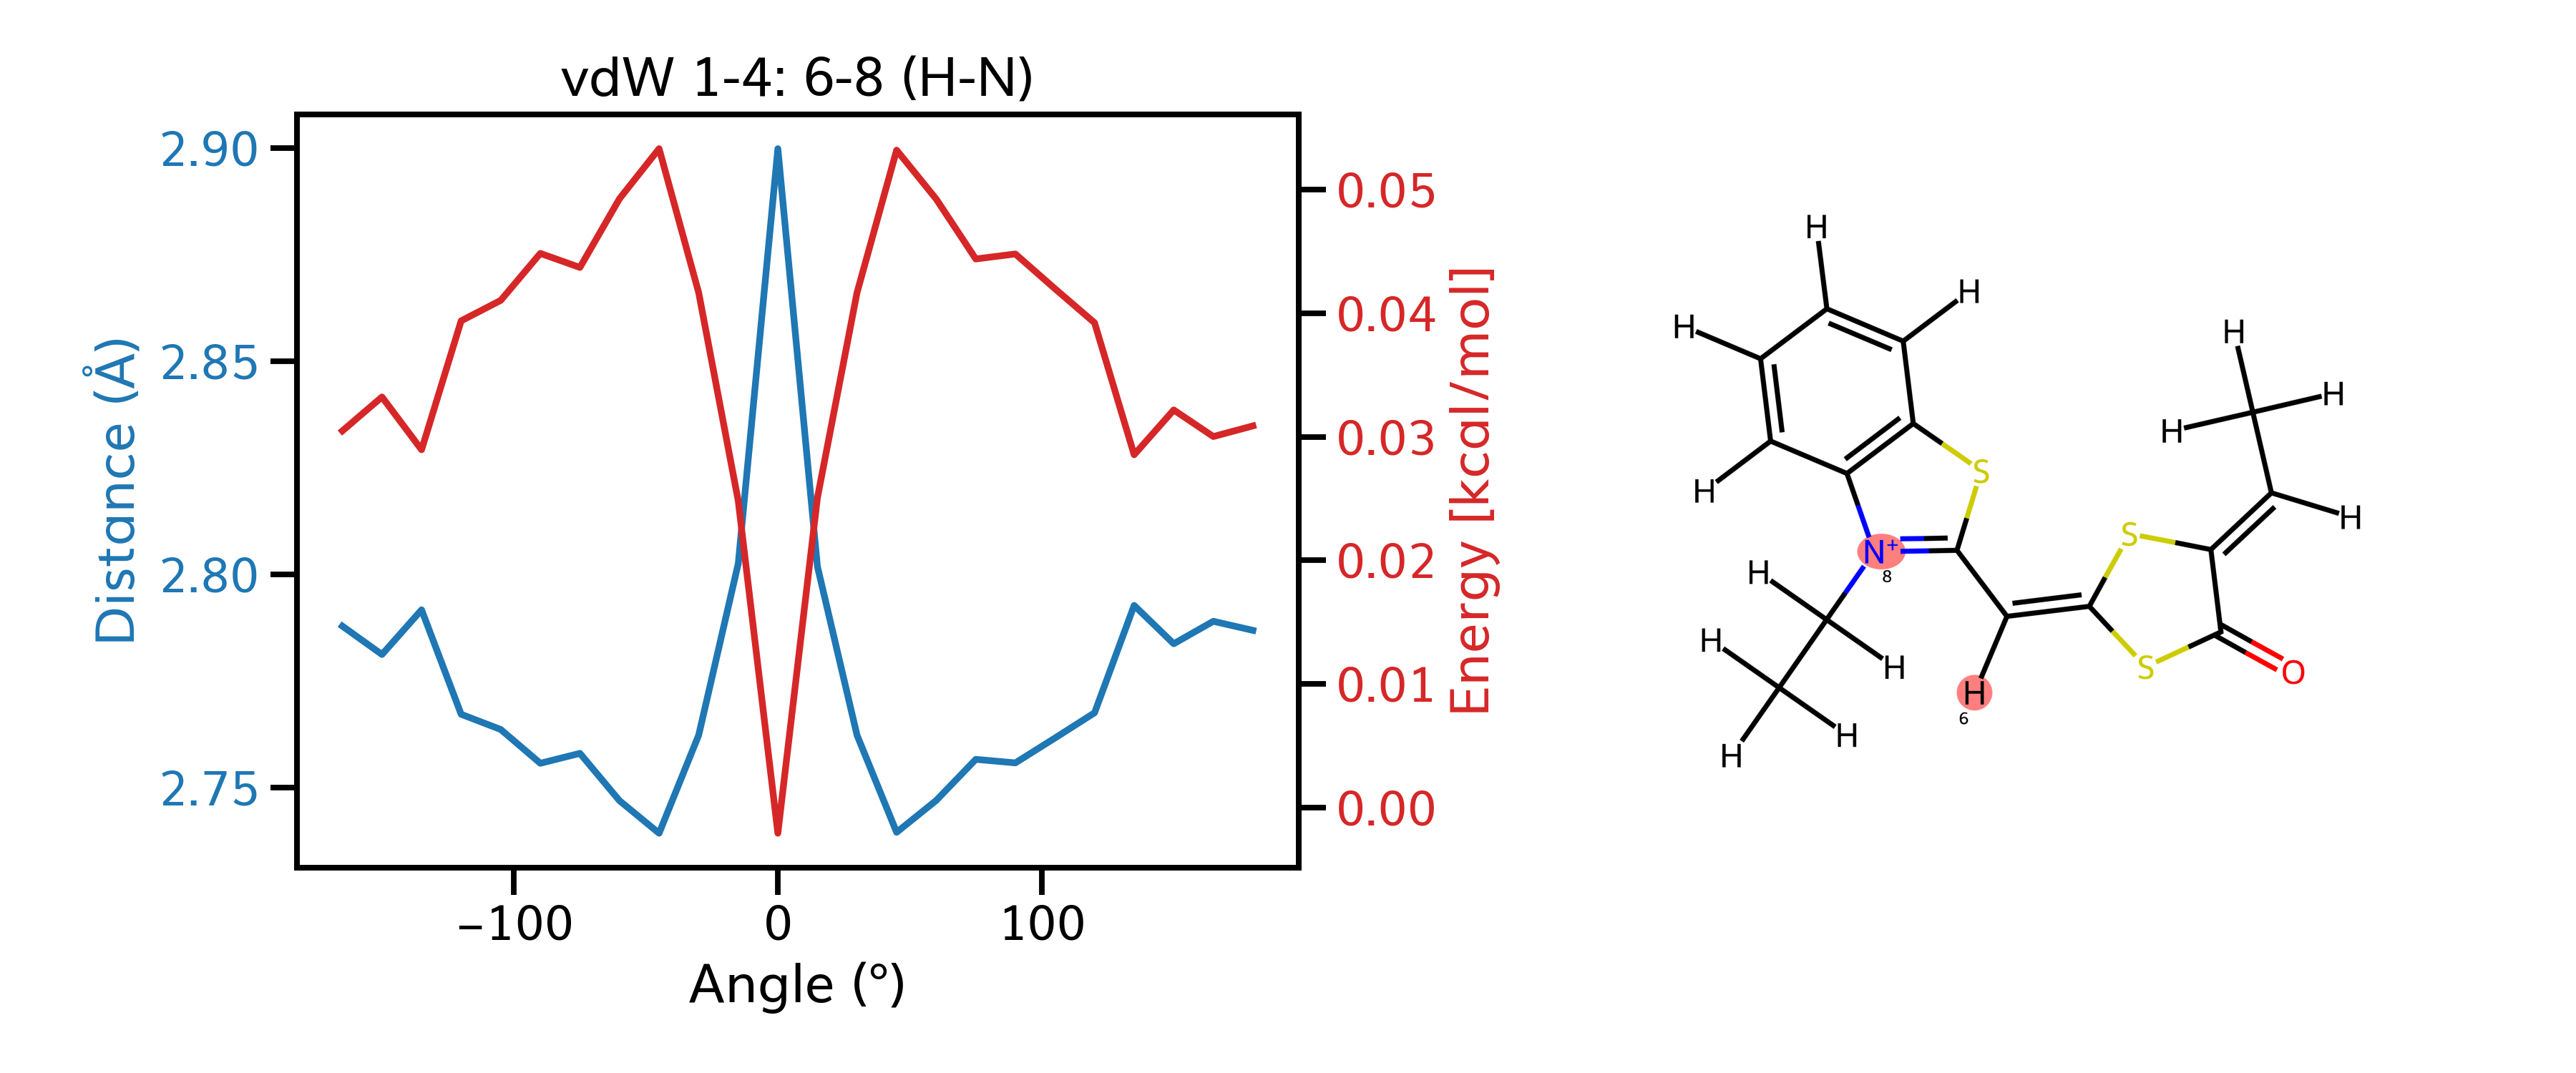 vdW 1-4: 6-8 (H-N)
Distance (Å)
2.90
2.85
2.80
2.75
−100
0
100
Angle (°)
0.05
0.04
0.03
0.02
0.01
0.00
Energy [kcal/mol]
H
H
H
H
H
H
H
S
H
H
S
N+
8
H
H
H
S
O
H
6
H
H